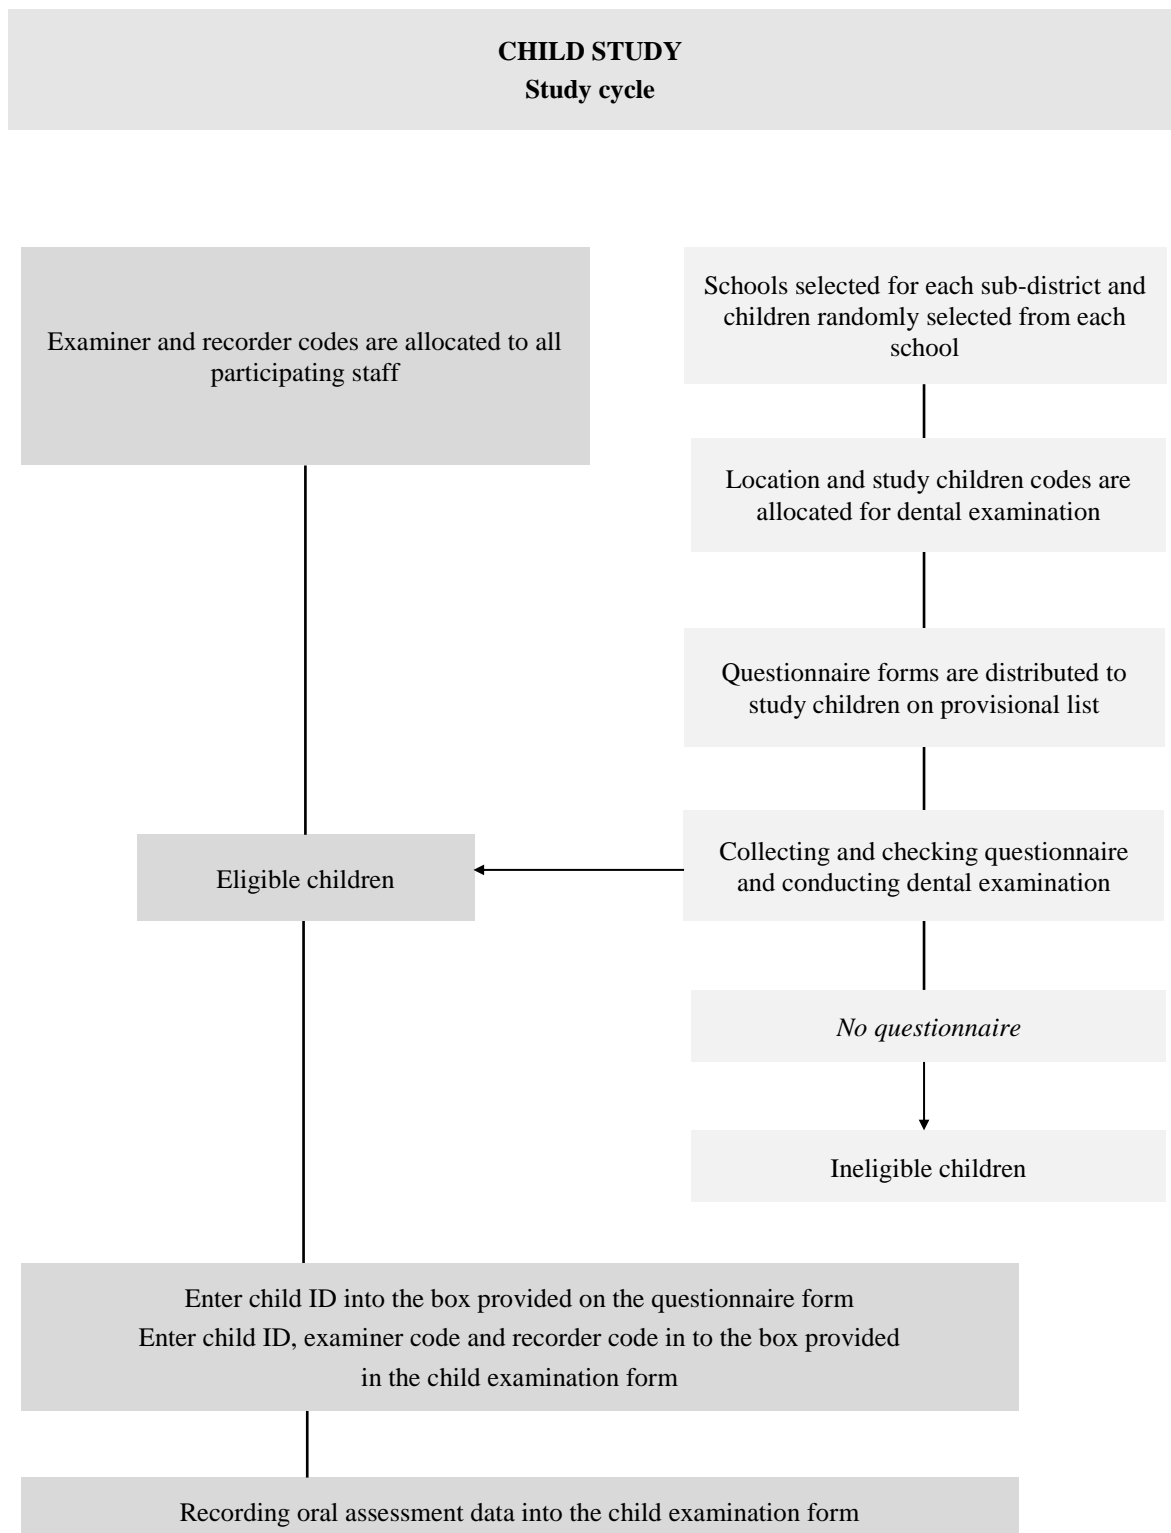 CHILD STUDY
Study cycle
Examiner and recorder codes are allocated to all
participating staff
Schools selected for each sub-district and
children randomly selected from each
school
Location and study children codes are
allocated for dental examination
Questionnaire forms are distributed to
study children on provisional list
Collecting and checking questionnaire
and conducting dental examination
Eligible children
No questionnaire
Ineligible children
Enter child ID into the box provided on the questionnaire form
Enter child ID, examiner code and recorder code in to the box provided
in the child examination form
Recording oral assessment data into the child examination form